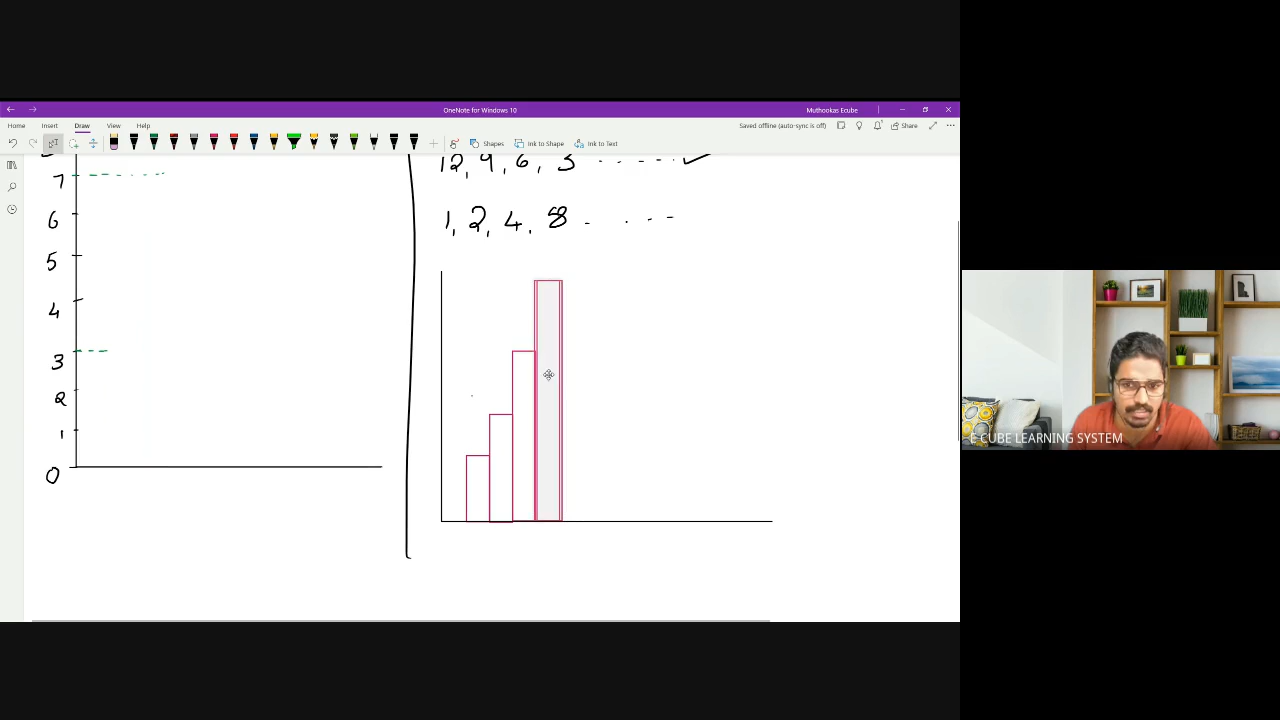 OneNote for Windows 10
Muthookas Ecube
Home Insert Draw View Help
Saved offline (auto-sync is off)
Share
Shapes
Ink to Shape
Ink to Text
7
6
5
4
3
2
1
0
12, 9, 6, 3 ------
1, 2, 4, 8 - . - -
E CUBE LEARNING SYSTEM